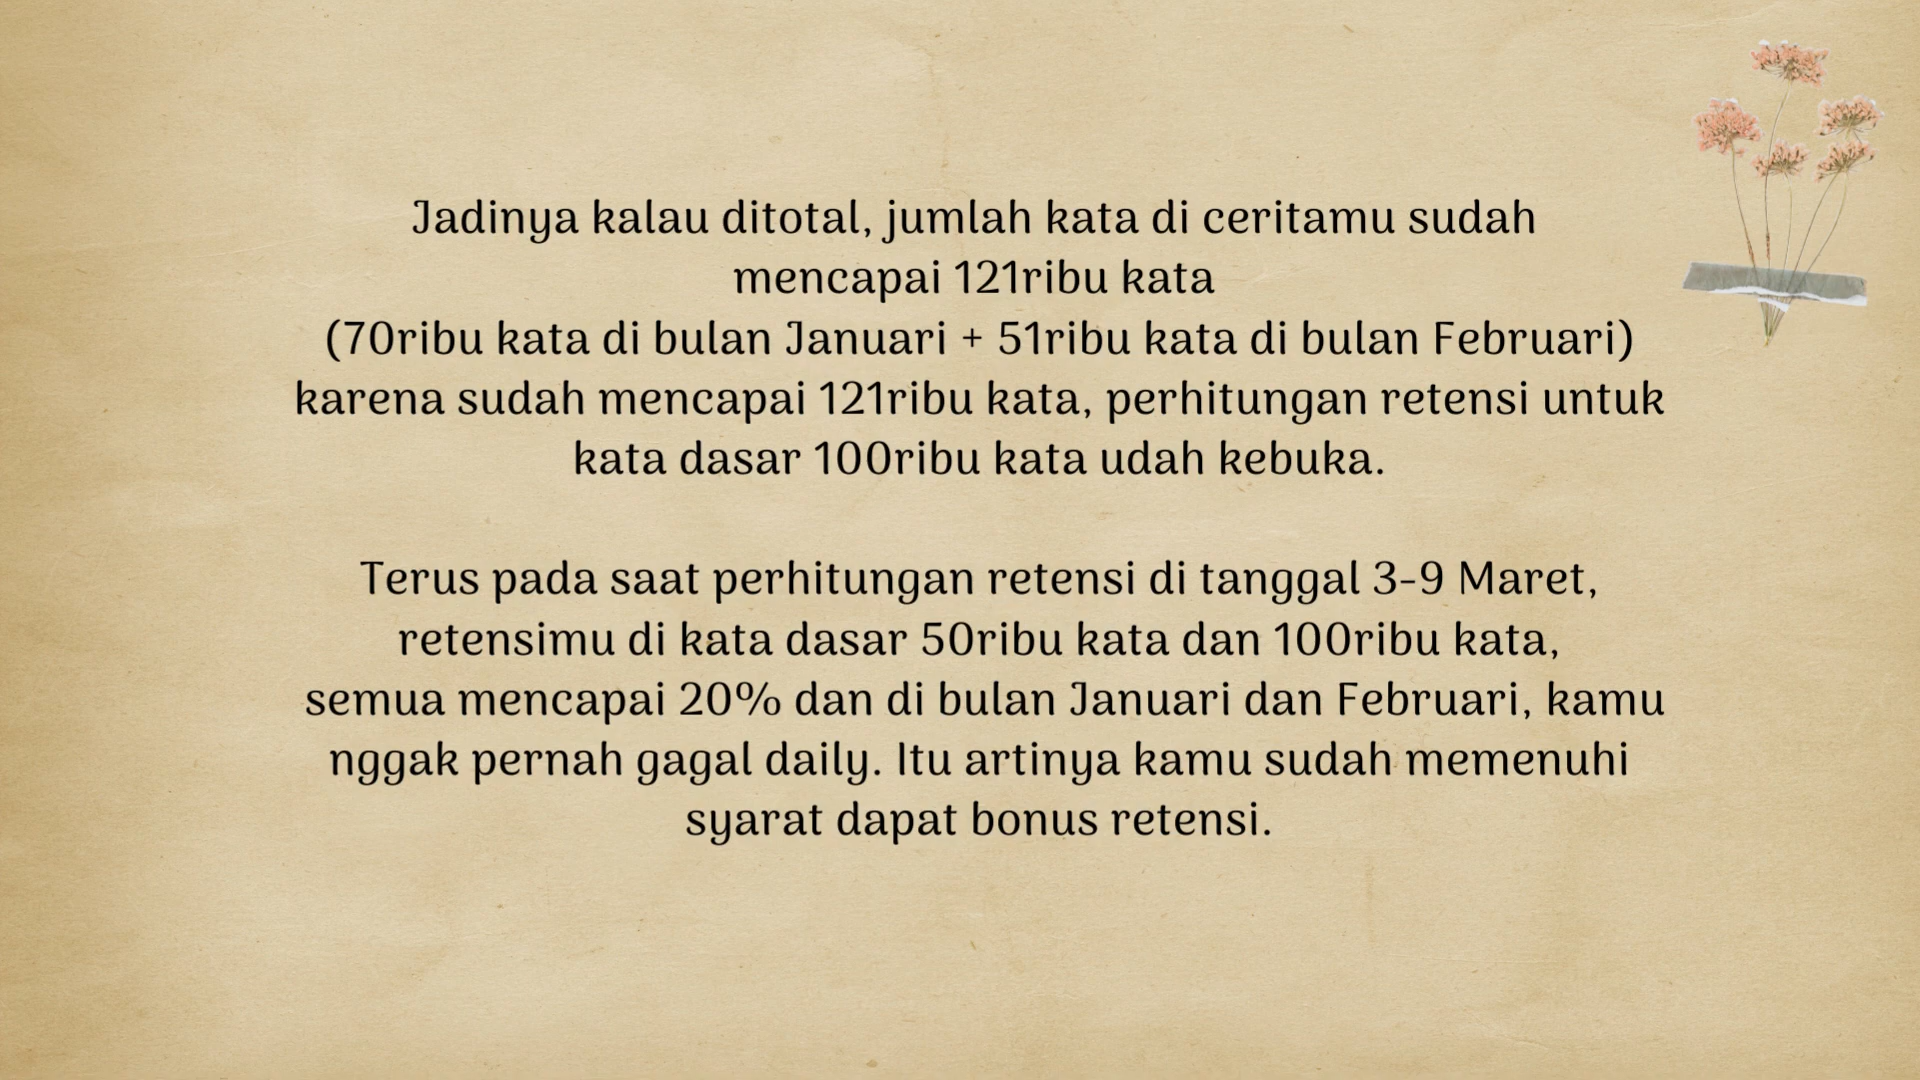 Jadinya kalau ditotal, jumlah kata di ceritamu sudah
mencapai 121ribu kata
(70ribu kata di bulan Januari + 51ribu kata di bulan Februari)
karena sudah mencapai 121ribu kata, perhitungan retensi untuk
kata dasar 100ribu kata udah kebuka.
Terus pada saat perhitungan retensi di tanggal 3-9 Maret,
retensimu di kata dasar 50ribu kata dan 100ribu kata,
semua mencapai 20% dan di bulan Januari dan Februari, kamu
nggak pernah gagal daily. Itu artinya kamu sudah memenuhi
syarat dapat bonus retensi.